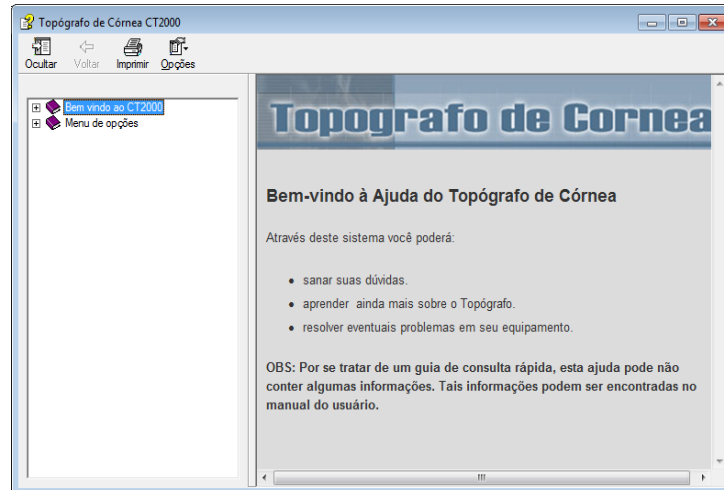 Topógrafo de Córnea CT2000
Ocultar Voltar Imprimir Opções
Bem vindo ao CT2000
Menu de opções
Topografo de Cornea
Bem-vindo à Ajuda do Topógrafo de Córnea
Através deste sistema você poderá:
sanar suas dúvidas.
aprender ainda mais sobre o Topógrafo.
resolver eventuais problemas em seu equipamento.
OBS: Por se tratar de um guia de consulta rápida, esta ajuda pode não
conter algumas informações. Tais informações podem ser encontradas no
manual do usuário.